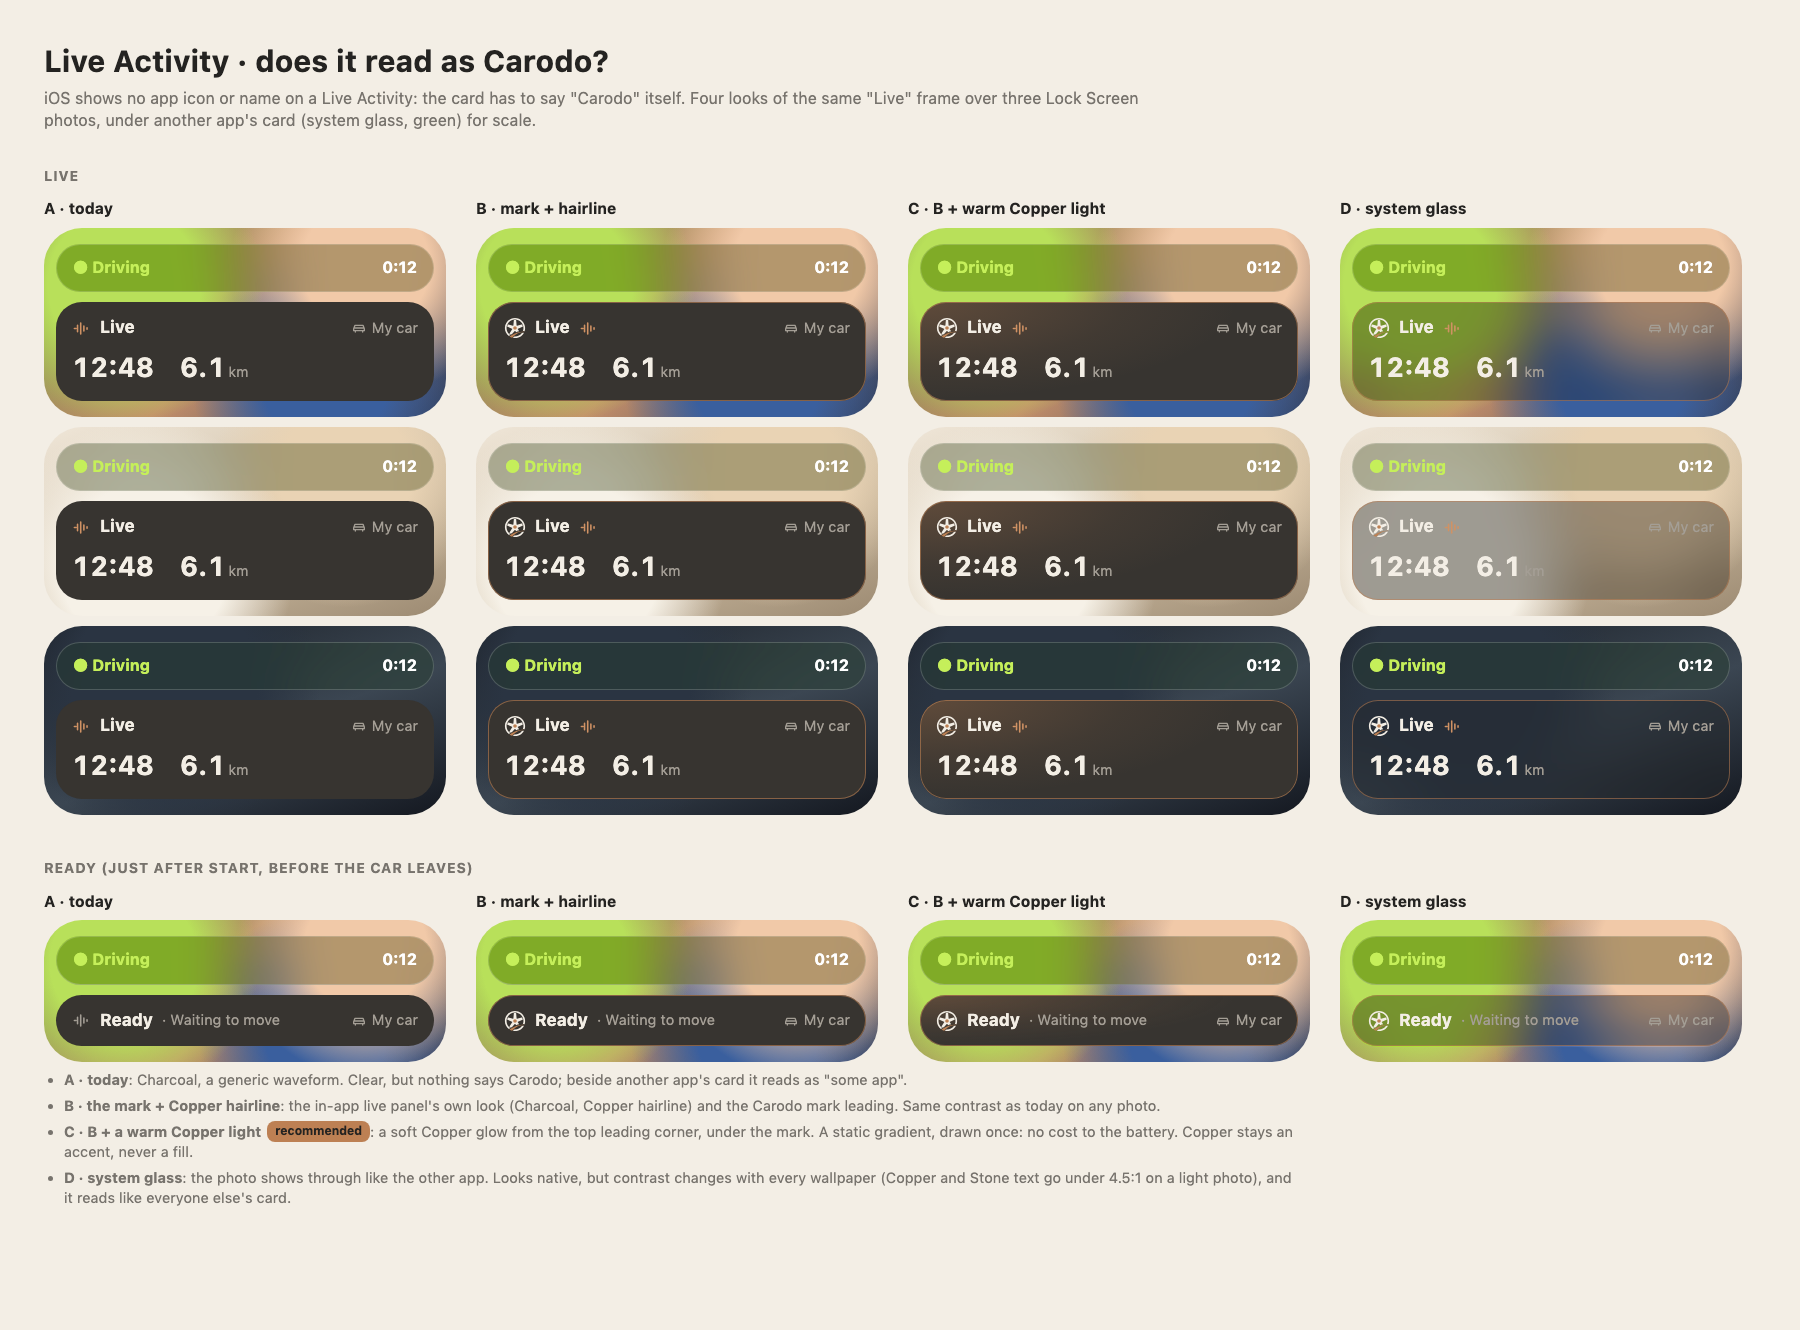 Live Activity · does it read as Carodo?
iOS shows no app icon or name on a Live Activity: the card has to say "Carodo" itself. Four looks of the same "Live" frame over three Lock Screen
photos, under another app's card (system glass, green) for scale.
LIVE
A · today
B · mark + hairline
C · B + warm Copper light
D · system glass
Driving 0:12
Driving 0:12
Driving 0:12
Driving 0:12
Live My car
Live My car
Live My car
Live My car
12:48 6.1 km
12:48 6.1 km
12:48 6.1 km
12:48 6.1 km
Driving 0:12
Driving 0:12
Driving 0:12
Driving 0:12
Live My car
Live My car
Live My car
Live My car
12:48 6.1 km
12:48 6.1 km
12:48 6.1 km
12:48 6.1 km
Driving 0:12
Driving 0:12
Driving 0:12
Driving 0:12
Live My car
Live My car
Live My car
Live My car
12:48 6.1 km
12:48 6.1 km
12:48 6.1 km
12:48 6.1 km
READY (JUST AFTER START, BEFORE THE CAR LEAVES)
A · today
B · mark + hairline
C · B + warm Copper light
D · system glass
Driving 0:12
Driving 0:12
Driving 0:12
Driving 0:12
Ready · Waiting to move My car
Ready · Waiting to move My car
Ready · Waiting to move My car
Ready · Waiting to move My car
• A · today: Charcoal, a generic waveform. Clear, but nothing says Carodo; beside another app's card it reads as "some app".
• B · the mark + Copper hairline: the in-app live panel's own look (Charcoal, Copper hairline) and the Carodo mark leading. Same contrast as today on any photo.
• C · B + a warm Copper light recommended: a soft Copper glow from the top leading corner, under the mark. A static gradient, drawn once: no cost to the battery. Copper stays an
accent, never a fill.
• D · system glass: the photo shows through like the other app. Looks native, but contrast changes with every wallpaper (Copper and Stone text go under 4.5:1 on a light photo), and
it reads like everyone else's card.